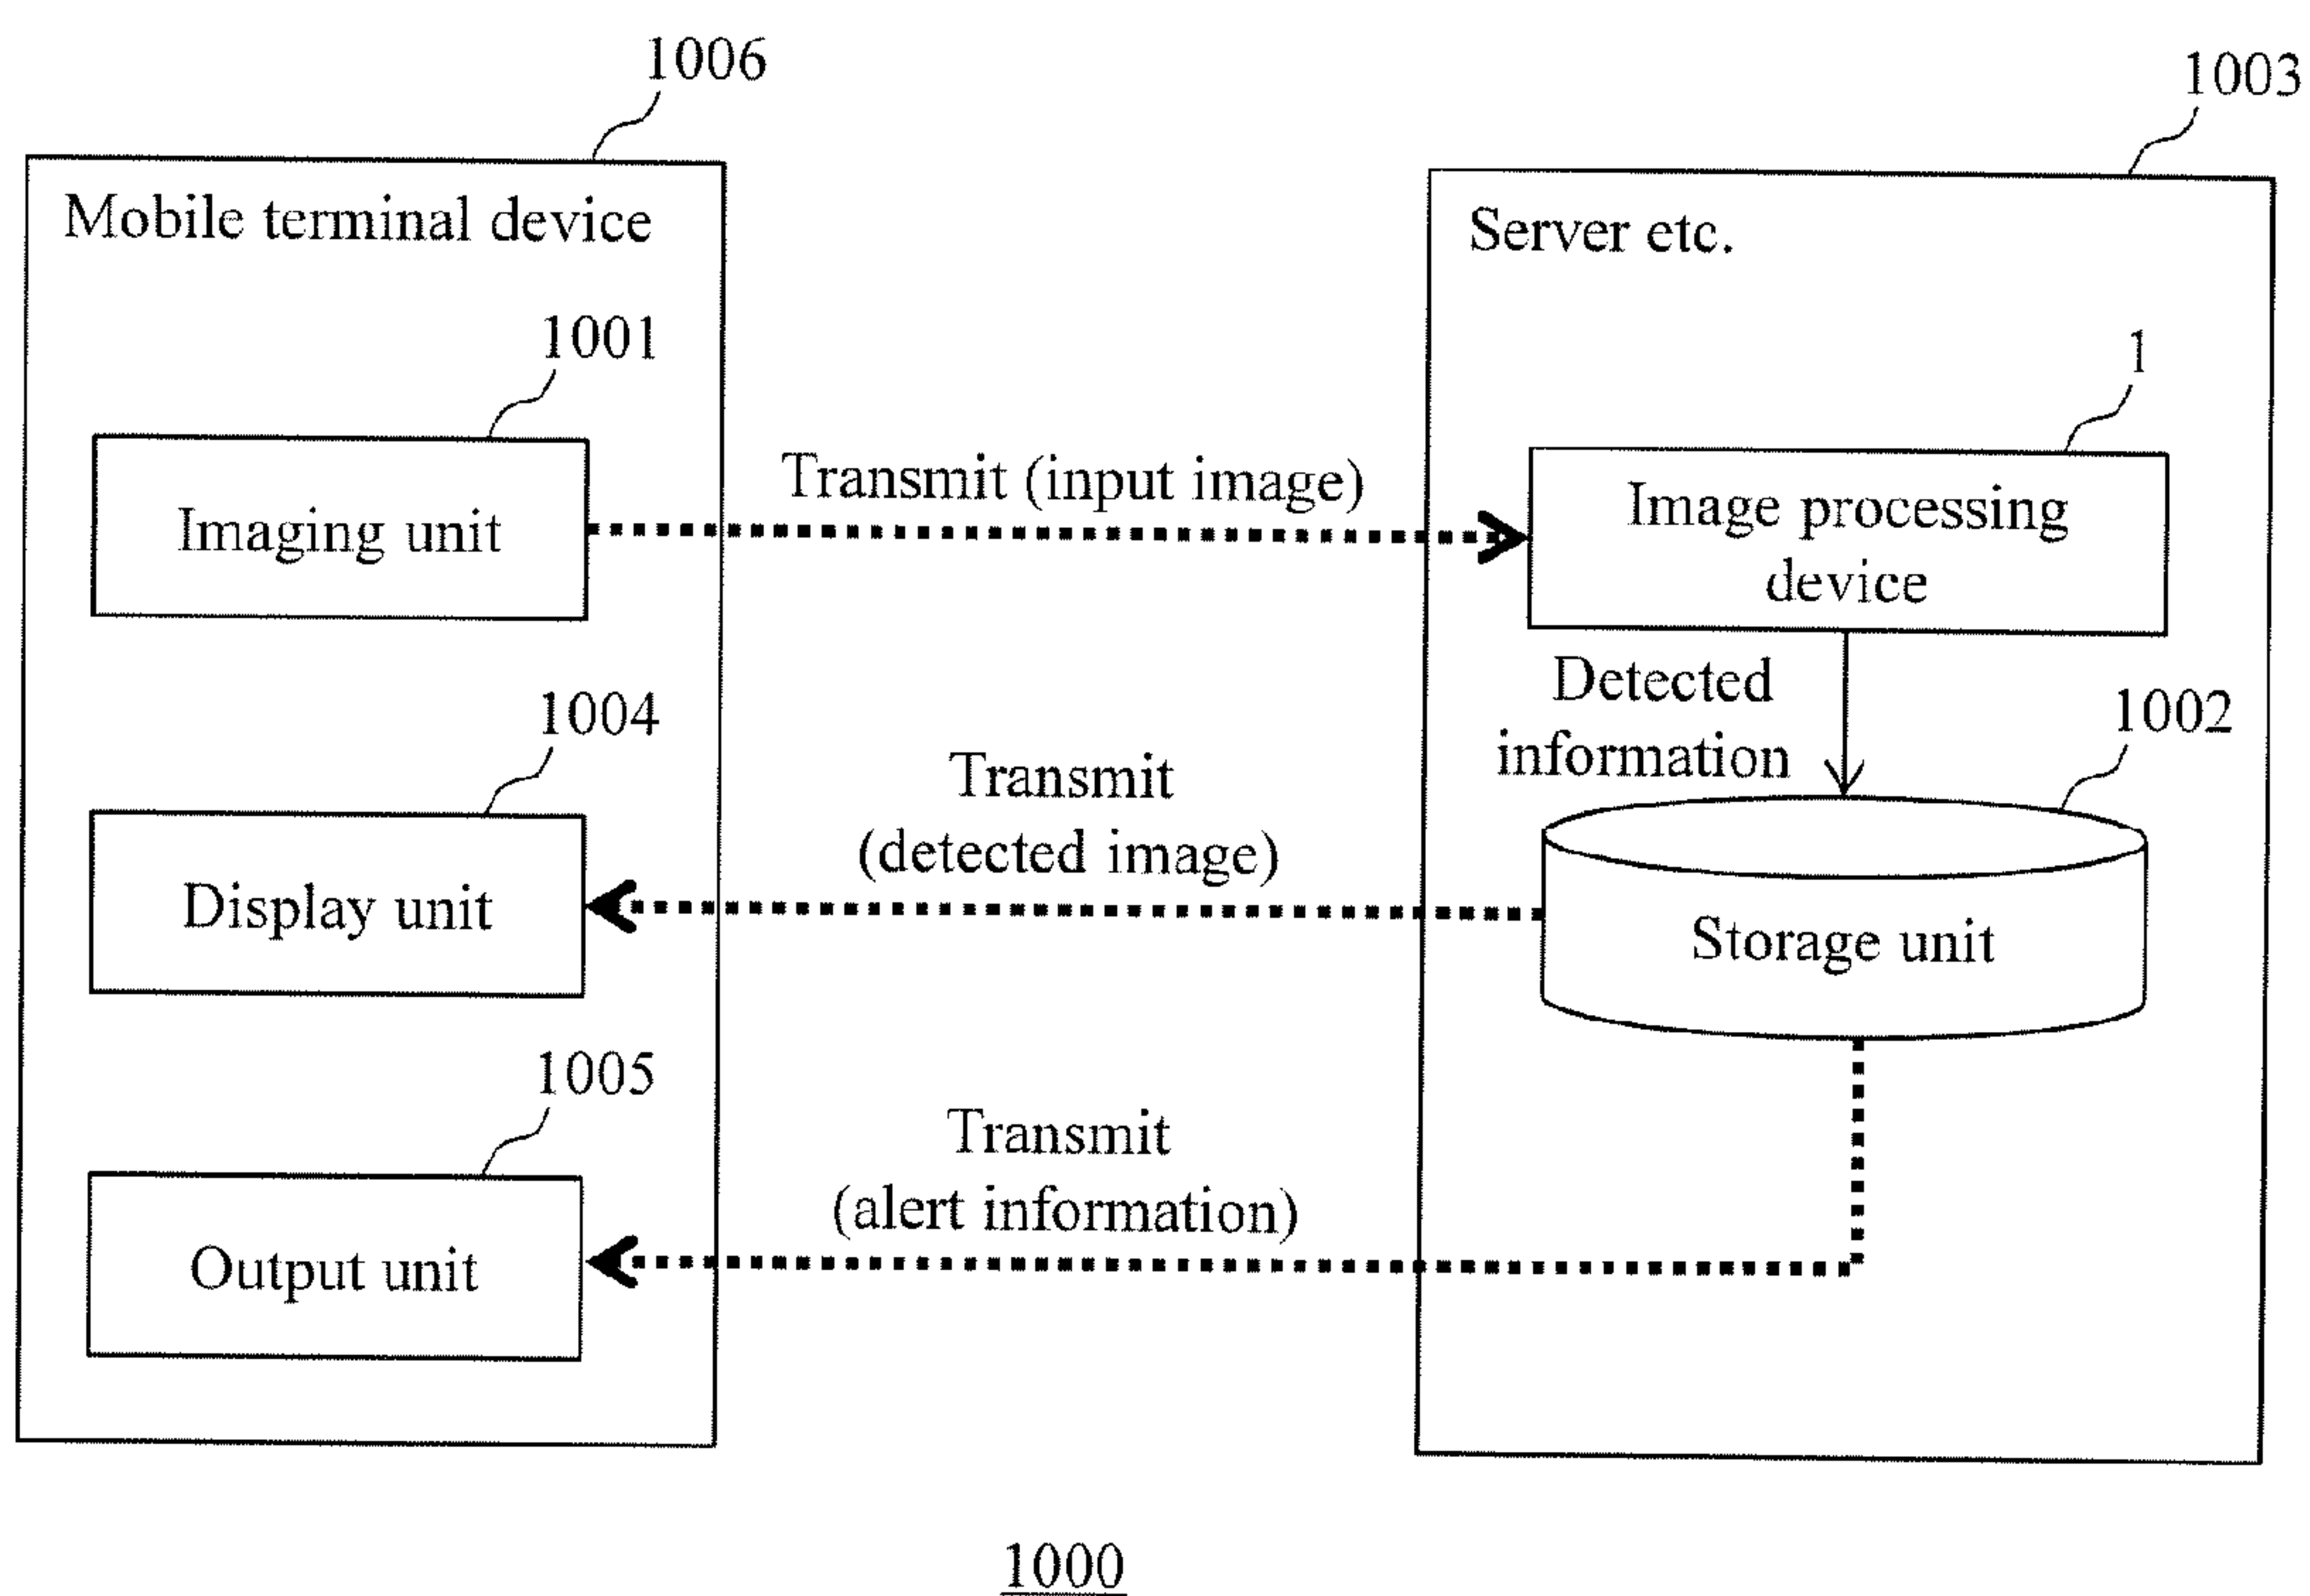 1006
1003
Mobile terminal device
Server etc.
1001
1
Transmit (input image)
Imaging unit
Image processing
device
Detected
information
1004
1002
Transmit
(detected image)
Display unit
Storage unit
1005
Transmit
(alert information)
Output unit
1000